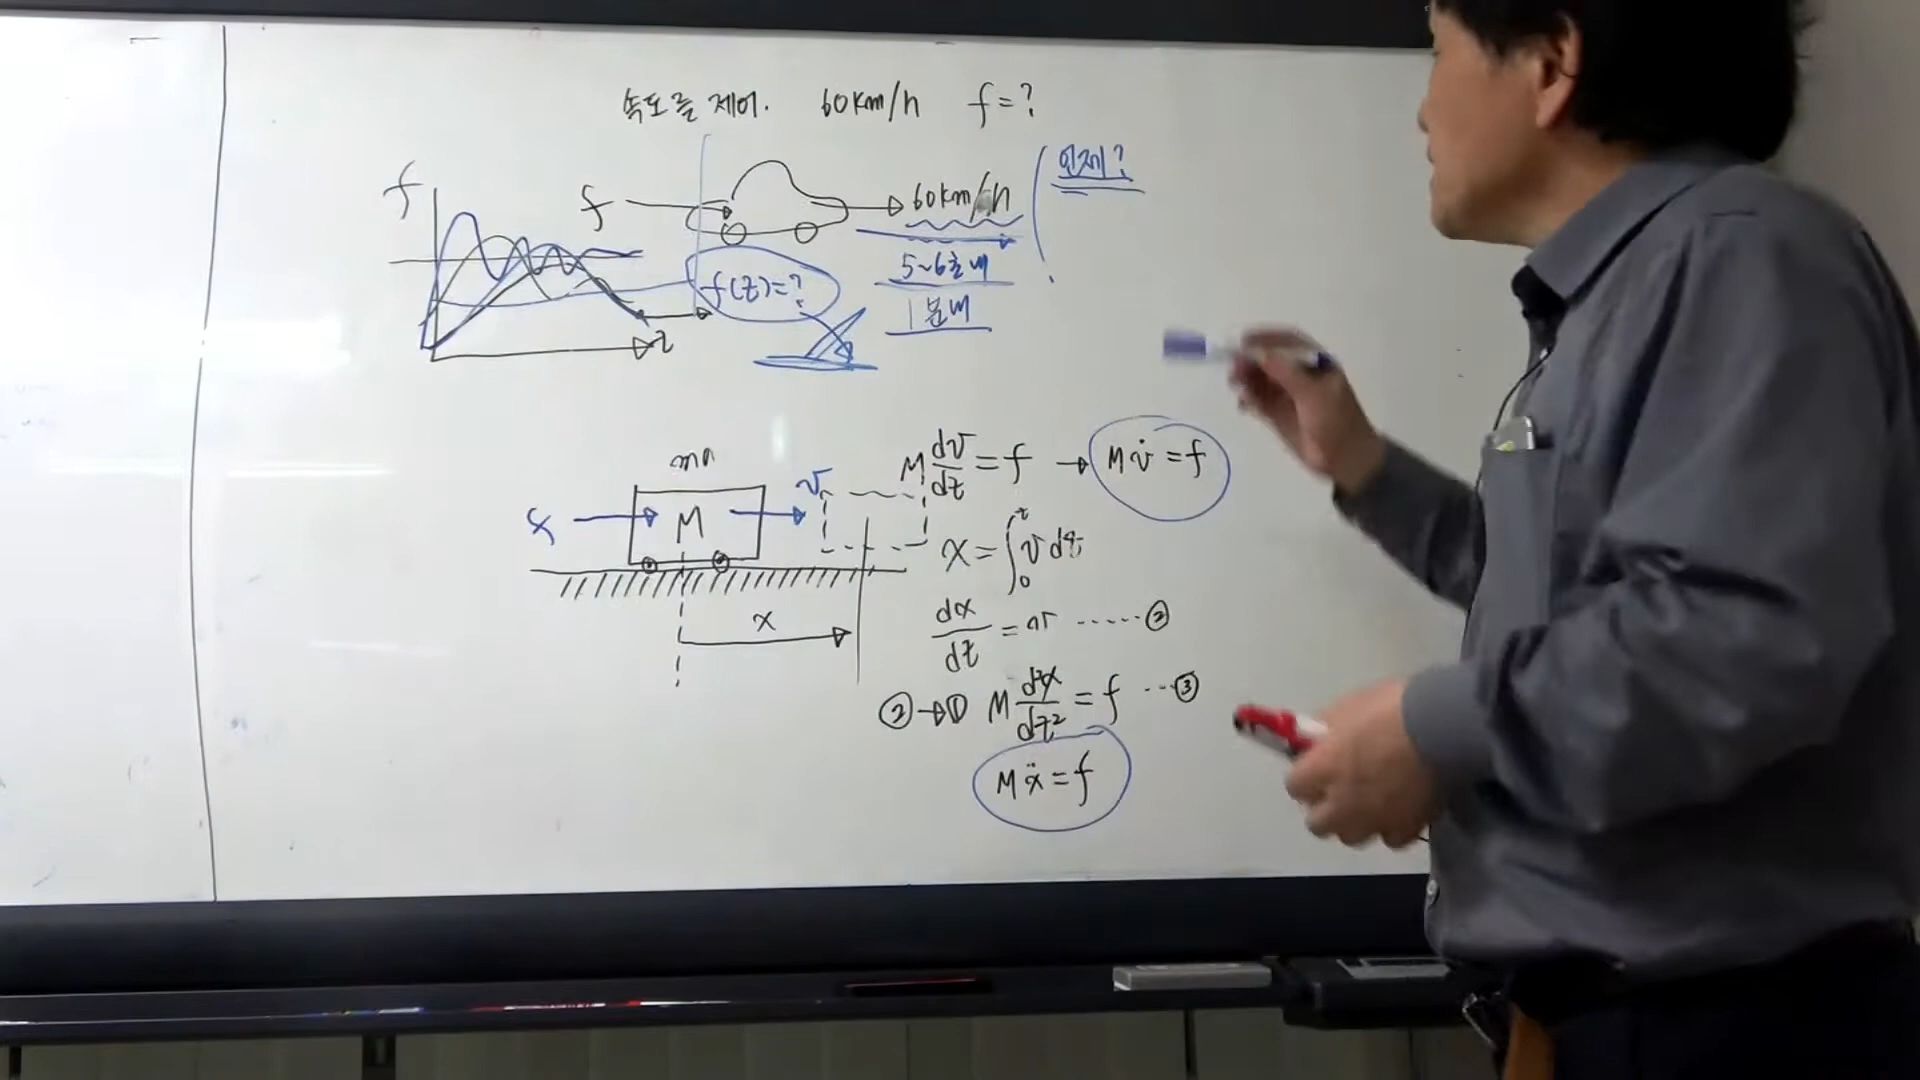 속도를 제어. 60km/h f=?
f
f
60km/h
언제?
5~6초내
1분내
f(t)=?
t
m
f
M
v
M dv/dt = f → M v̇ = f
x = ∫₀ᵗ v dt
x
dx/dt = v ······②
②→① M d²x/dt² = f ···③
M ẍ = f